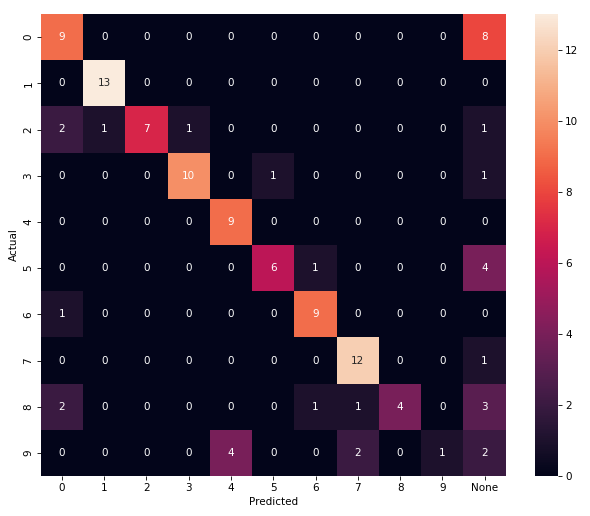 0 9 0 0 0 0 0 0 0 0 0 8
1 0 13 0 0 0 0 0 0 0 0 0
2 2 1 7 1 0 0 0 0 0 0 1
3 0 0 0 10 0 1 0 0 0 0 1
4 0 0 0 0 9 0 0 0 0 0 0
5 0 0 0 0 0 6 1 0 0 0 4
6 1 0 0 0 0 0 9 0 0 0 0
7 0 0 0 0 0 0 0 12 0 0 1
8 2 0 0 0 0 0 1 1 4 0 3
9 0 0 0 0 4 0 0 2 0 1 2
0 1 2 3 4 5 6 7 8 9 None
Predicted
Actual
12
10
8
6
4
2
0